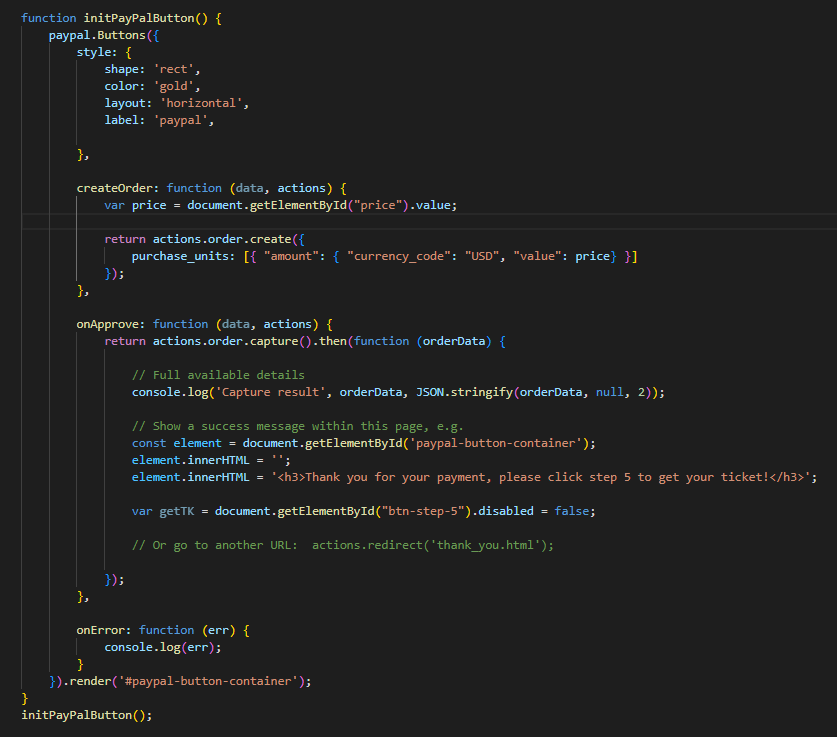 function initPayPalButton() {
paypal.Buttons({
style: {
shape: 'rect',
color: 'gold',
layout: 'horizontal',
label: 'paypal',
},
createOrder: function (data, actions) {
var price = document.getElementById("price").value;
return actions.order.create({
purchase_units: [{ "amount": { "currency_code": "USD", "value": price} }]
});
},
onApprove: function (data, actions) {
return actions.order.capture().then(function (orderData) {
// Full available details
console.log('Capture result', orderData, JSON.stringify(orderData, null, 2));
// Show a success message within this page, e.g.
const element = document.getElementById('paypal-button-container');
element.innerHTML = '';
element.innerHTML = '<h3>Thank you for your payment, please click step 5 to get your ticket!</h3>';
var getTK = document.getElementById("btn-step-5").disabled = false;
// Or go to another URL:  actions.redirect('thank_you.html');
});
},
onError: function (err) {
console.log(err);
}
}).render('#paypal-button-container');
}
initPayPalButton();